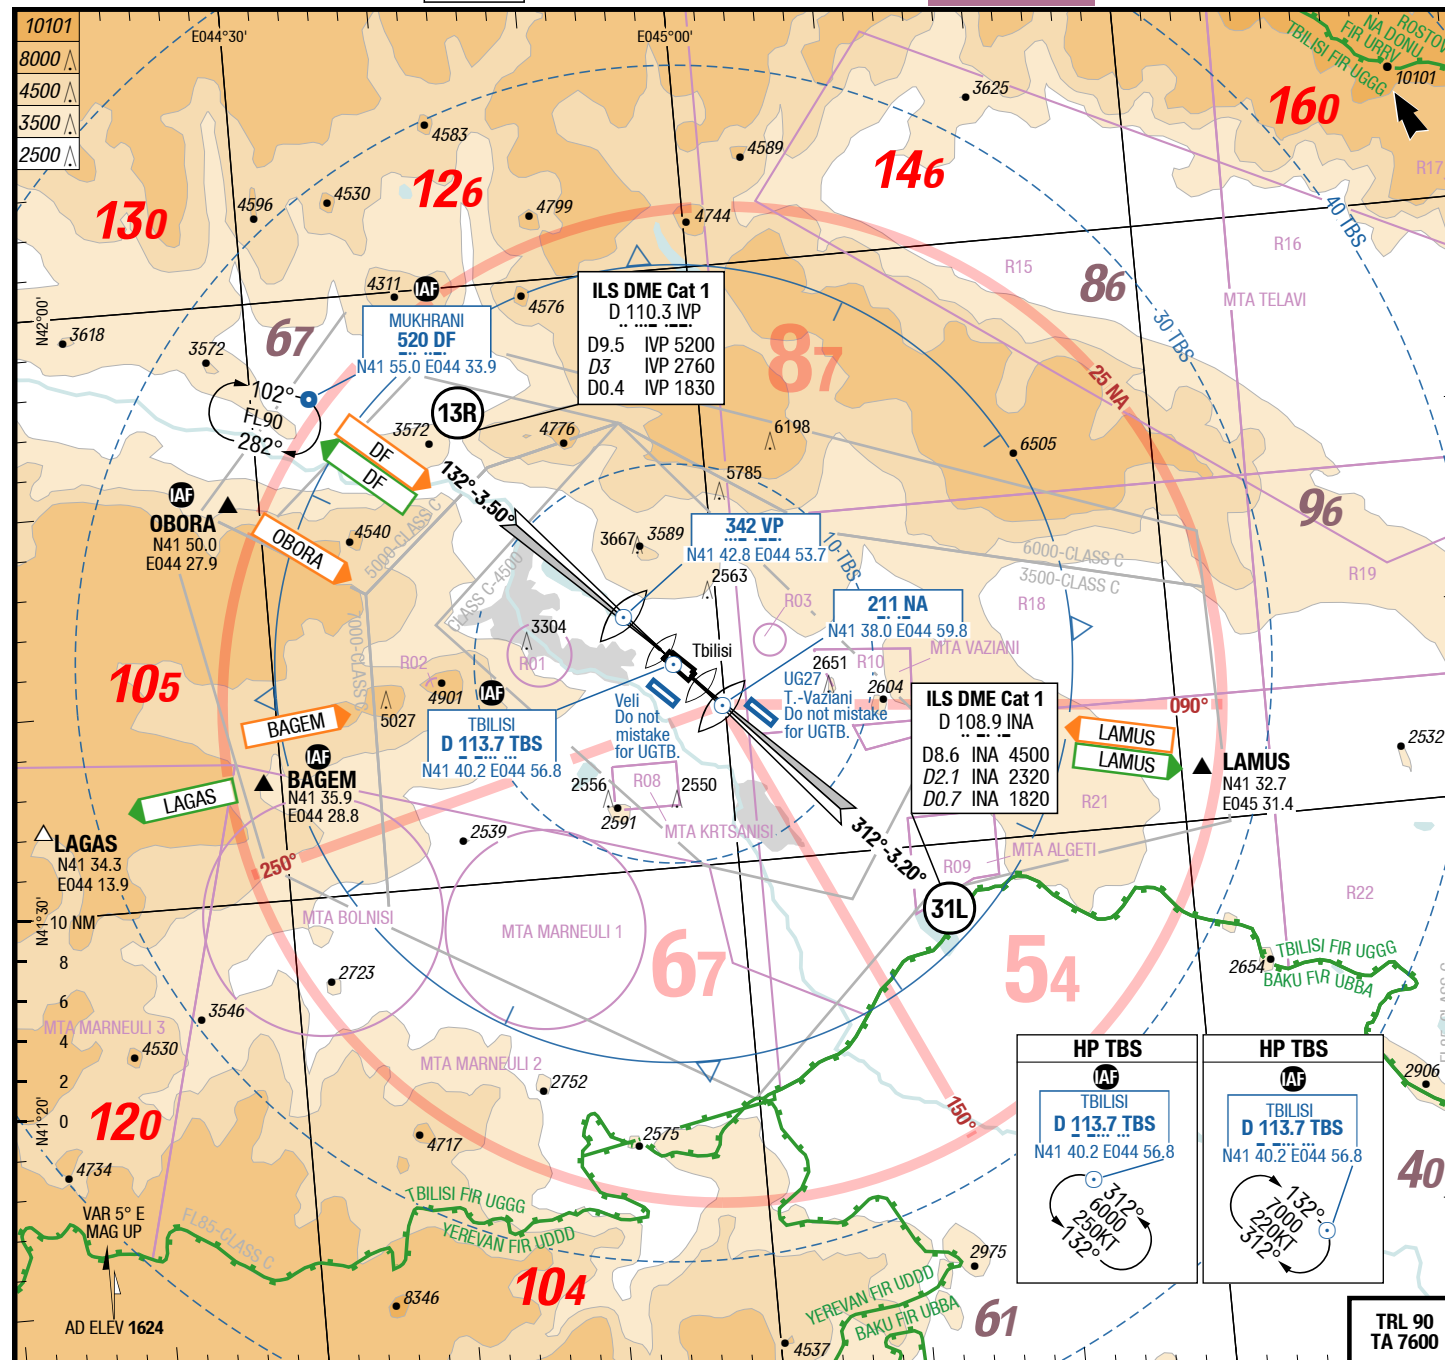 10101
8000
4500
3500
2500
E044°30'
E045°00'
ROSTOV
NA DONU
FIR URRV
TBILISI FIR UGGG
10101
3625
160
4583
4589
146
R17
126
4530
4596
130
4799
4744
40 TBS
R16
R15
86
MTA TELAVI
4311
IAF
4576
ILS DME Cat 1
D 110.3 IVP
D9.5 IVP 5200
D3 IVP 2760
D0.4 IVP 1830
N42°00'
3618
67
3572
MUKHRANI
520 DF
N41 55.0 E044 33.9
87
30 TBS
25 NA
102°
FL90
282°
13R
3572
4776
6198
6505
DF
DF
132°-3.50°
5785
IAF
OBORA
N41 50.0
E044 27.9
OBORA
4540
5000-CLASS C
CLASS C-4500
7000-CLASS C
3667
3589
342 VP
N41 42.8 E044 53.7
10 TBS
96
6000-CLASS C
3500-CLASS C
R19
R18
2563
R03
211 NA
N41 38.0 E044 59.8
3304
R01
R02
4901
IAF
105
5027
Tbilisi
2651
R10
MTA VAZIANI
2604
UG27
T.-Vaziani
Do not mistake
for UGTB.
Veli
Do not
mistake
for UGTB.
TBILISI
D 113.7 TBS
N41 40.2 E044 56.8
ILS DME Cat 1
D 108.9 INA
D8.6 INA 4500
D2.1 INA 2320
D0.7 INA 1820
090°
LAMUS
LAMUS
LAMUS
N41 32.7
E045 31.4
2532
BAGEM
IAF
BAGEM
N41 35.9
E044 28.8
LAGAS
LAGAS
N41 34.3
E044 13.9
2556
R08
2550
2591
MTA KRTSANISI
2539
250°
312°-3.20°
R09
MTA ALGETI
R21
R22
31L
N41°30'
10 NM
8
6
4
2
0
N41°20'
MTA BOLNISI
MTA MARNEULI 1
67
54
2723
3546
MTA MARNEULI 3
4530
MTA MARNEULI 2
2752
2654
TBILISI FIR UGGG
BAKU FIR UBBA
120
4717
2575
150°
4734
HP TBS
IAF
TBILISI
D 113.7 TBS
N41 40.2 E044 56.8
312°
6000
250KT
132°
HP TBS
IAF
TBILISI
D 113.7 TBS
N41 40.2 E044 56.8
132°
7000
220KT
312°
2906
40
VAR 5° E
MAG UP
FL85-CLASS C
TBILISI FIR UGGG
YEREVAN FIR UDDD
104
8346
AD ELEV 1624
2975
YEREVAN FIR UDDD
BAKU FIR UBBA
61
4537
TRL 90
TA 7600